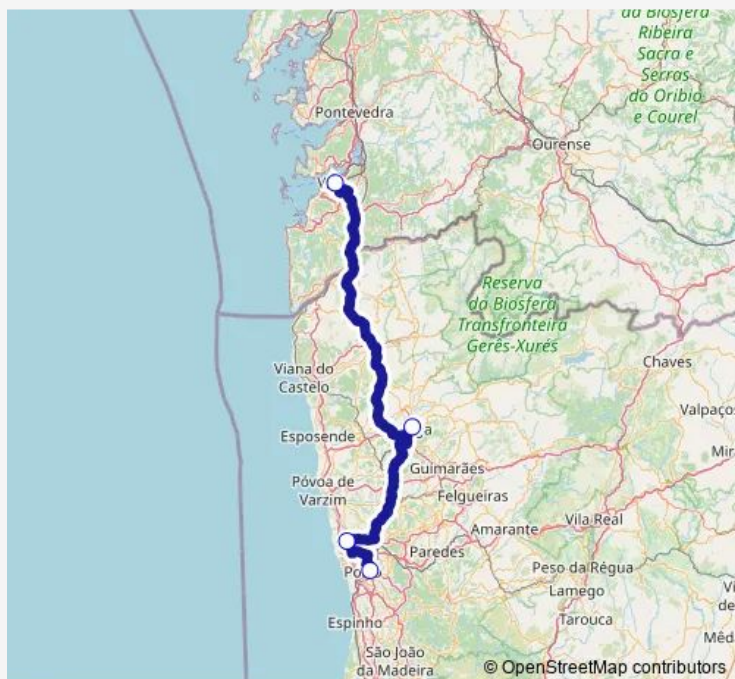 da Biosfera
Ribeira
Sacra e
Serras
do Oribio
e Courel
Pontevedra
Ourense
Reserva
da Biosfera
Transfronteira
Gerês-Xurés
Chaves
Viana do
Castelo
Valpaços
Esposende
Guimarães
Póvoa de
Varzim
Felgueiras
Vila Real
Amarante
Paredes
Peso da Régua
Lamego
Tarouca
Espinho
São João
da Madeira
© OpenStreetMap contributors